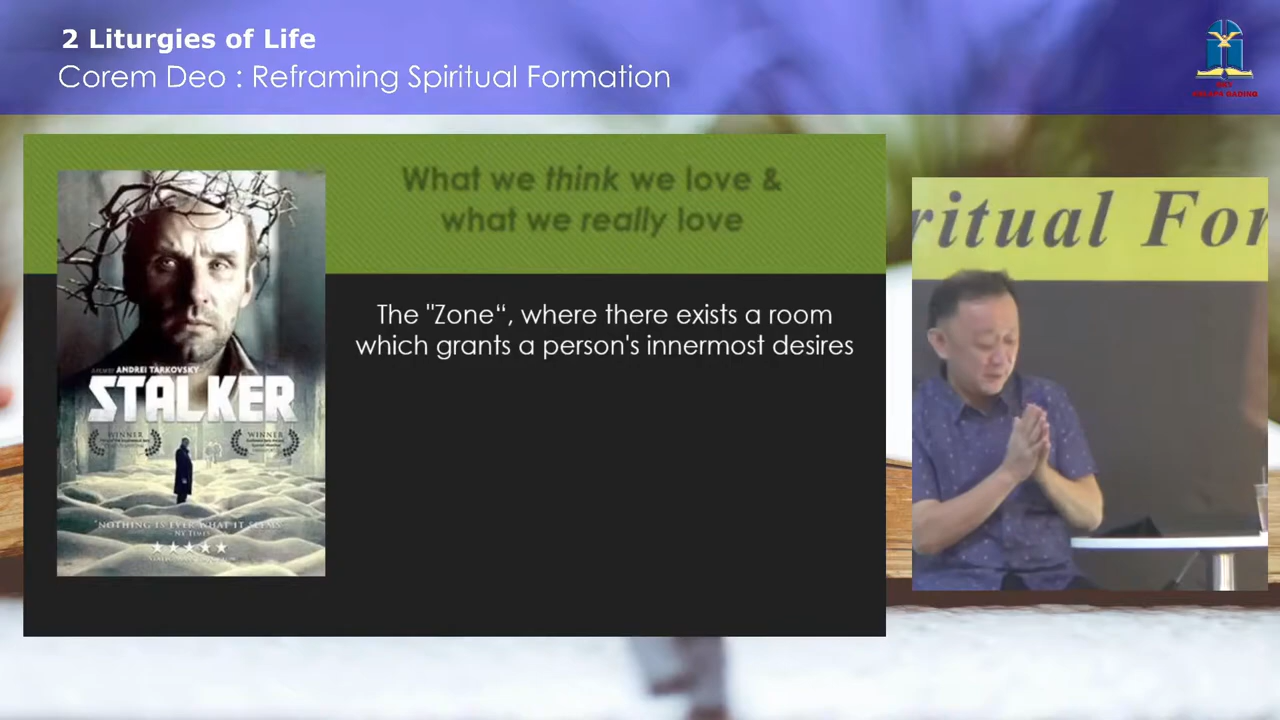 2 Liturgies of Life
Corem Deo : Reframing Spiritual Formation
What we think we love &
what we really love
The "Zone“, where there exists a room
which grants a person's innermost desires
ANDREI TARKOVSKY
STALKER
WINNER
WINNER
"NOTHING IS EVER WHAT IT SEEMS"
- NY TIMES
ritual For